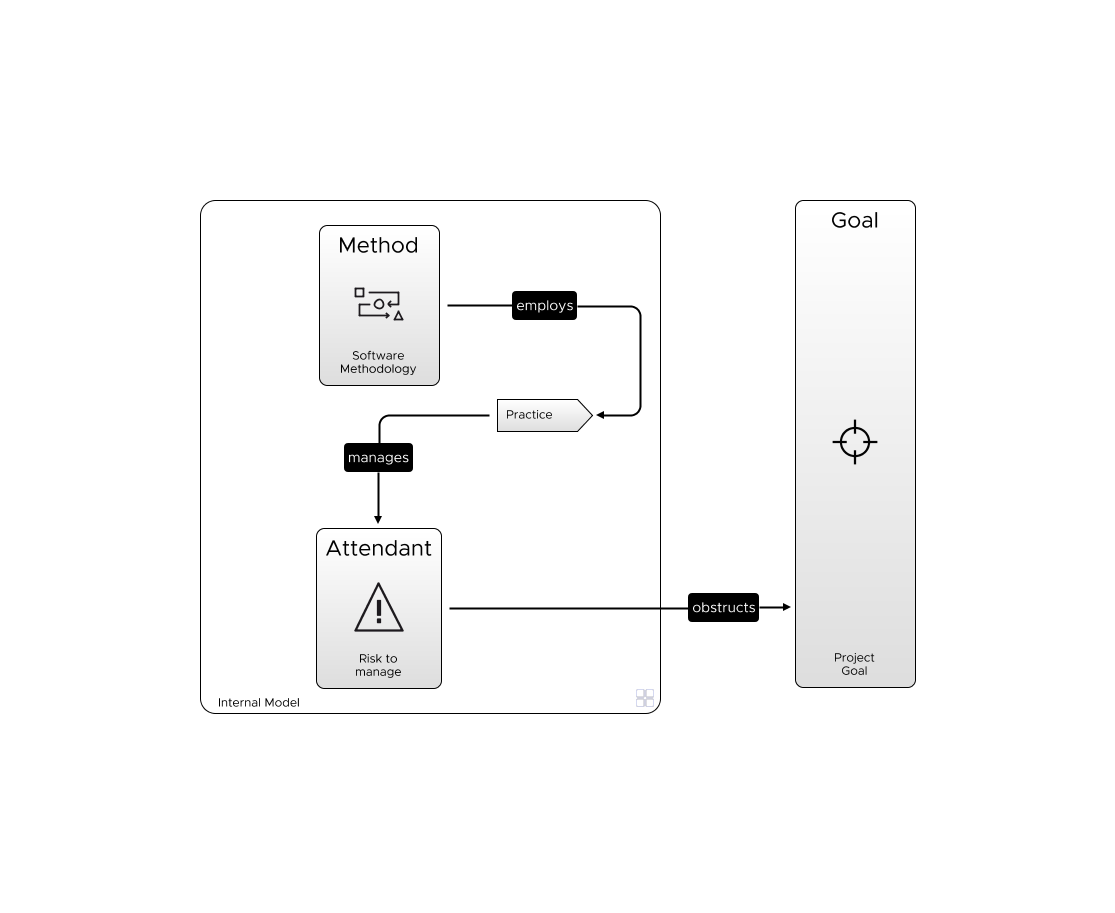 Method
Software
Methodology
employs
Practice
manages
Attendant
Risk to
manage
Internal Model
obstructs
Goal
Project
Goal